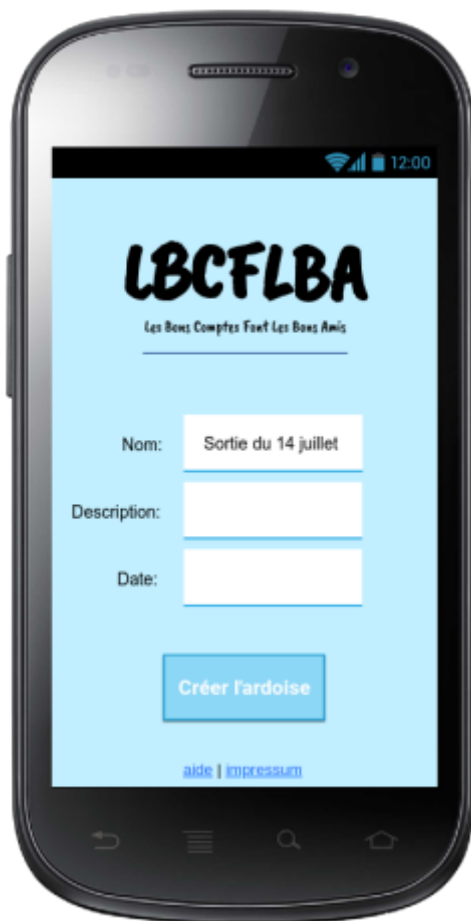 12:00
LBCFLBA
Les Bons Comptes Font Les Bons Amis
Nom: Sortie du 14 juillet
Description:
Date:
Créer l'ardoise
aide | impressum